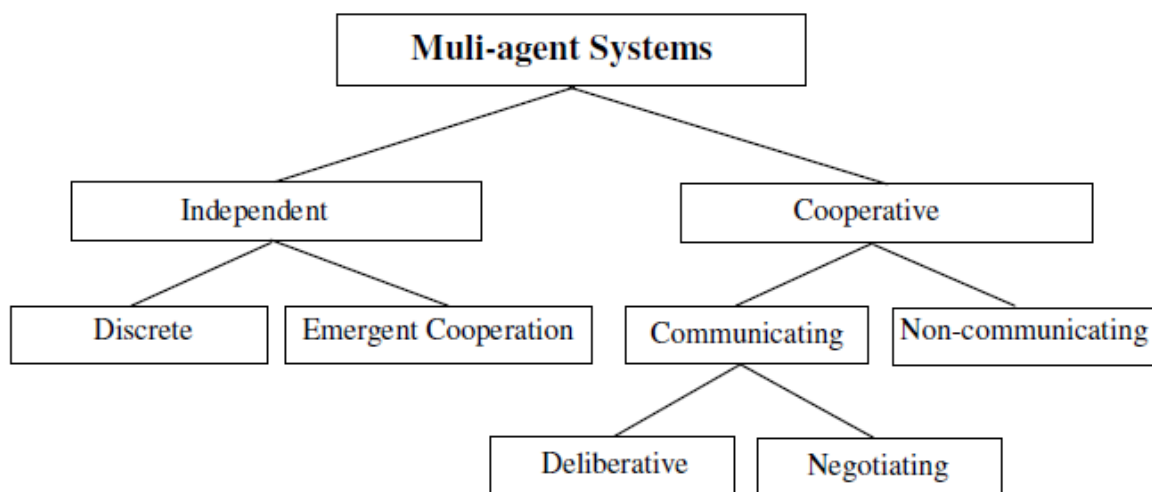 Muli-agent Systems
Independent
Cooperative
Discrete
Emergent Cooperation
Communicating
Non-communicating
Deliberative
Negotiating